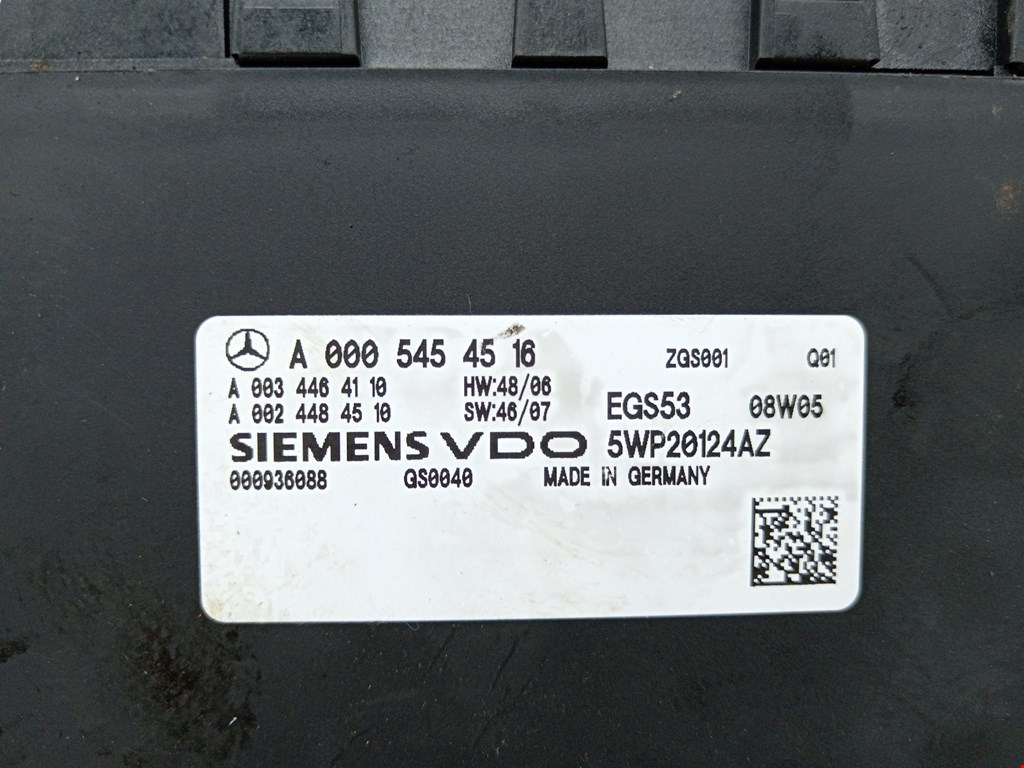 A 000 545 45 16 ZGS001 Q01
A 003 446 41 10 HW:48/06
A 002 448 45 10 SW:46/07 EGS53 08W05
SIEMENS VDO 5WP20124AZ
000936088 GS0040 MADE IN GERMANY